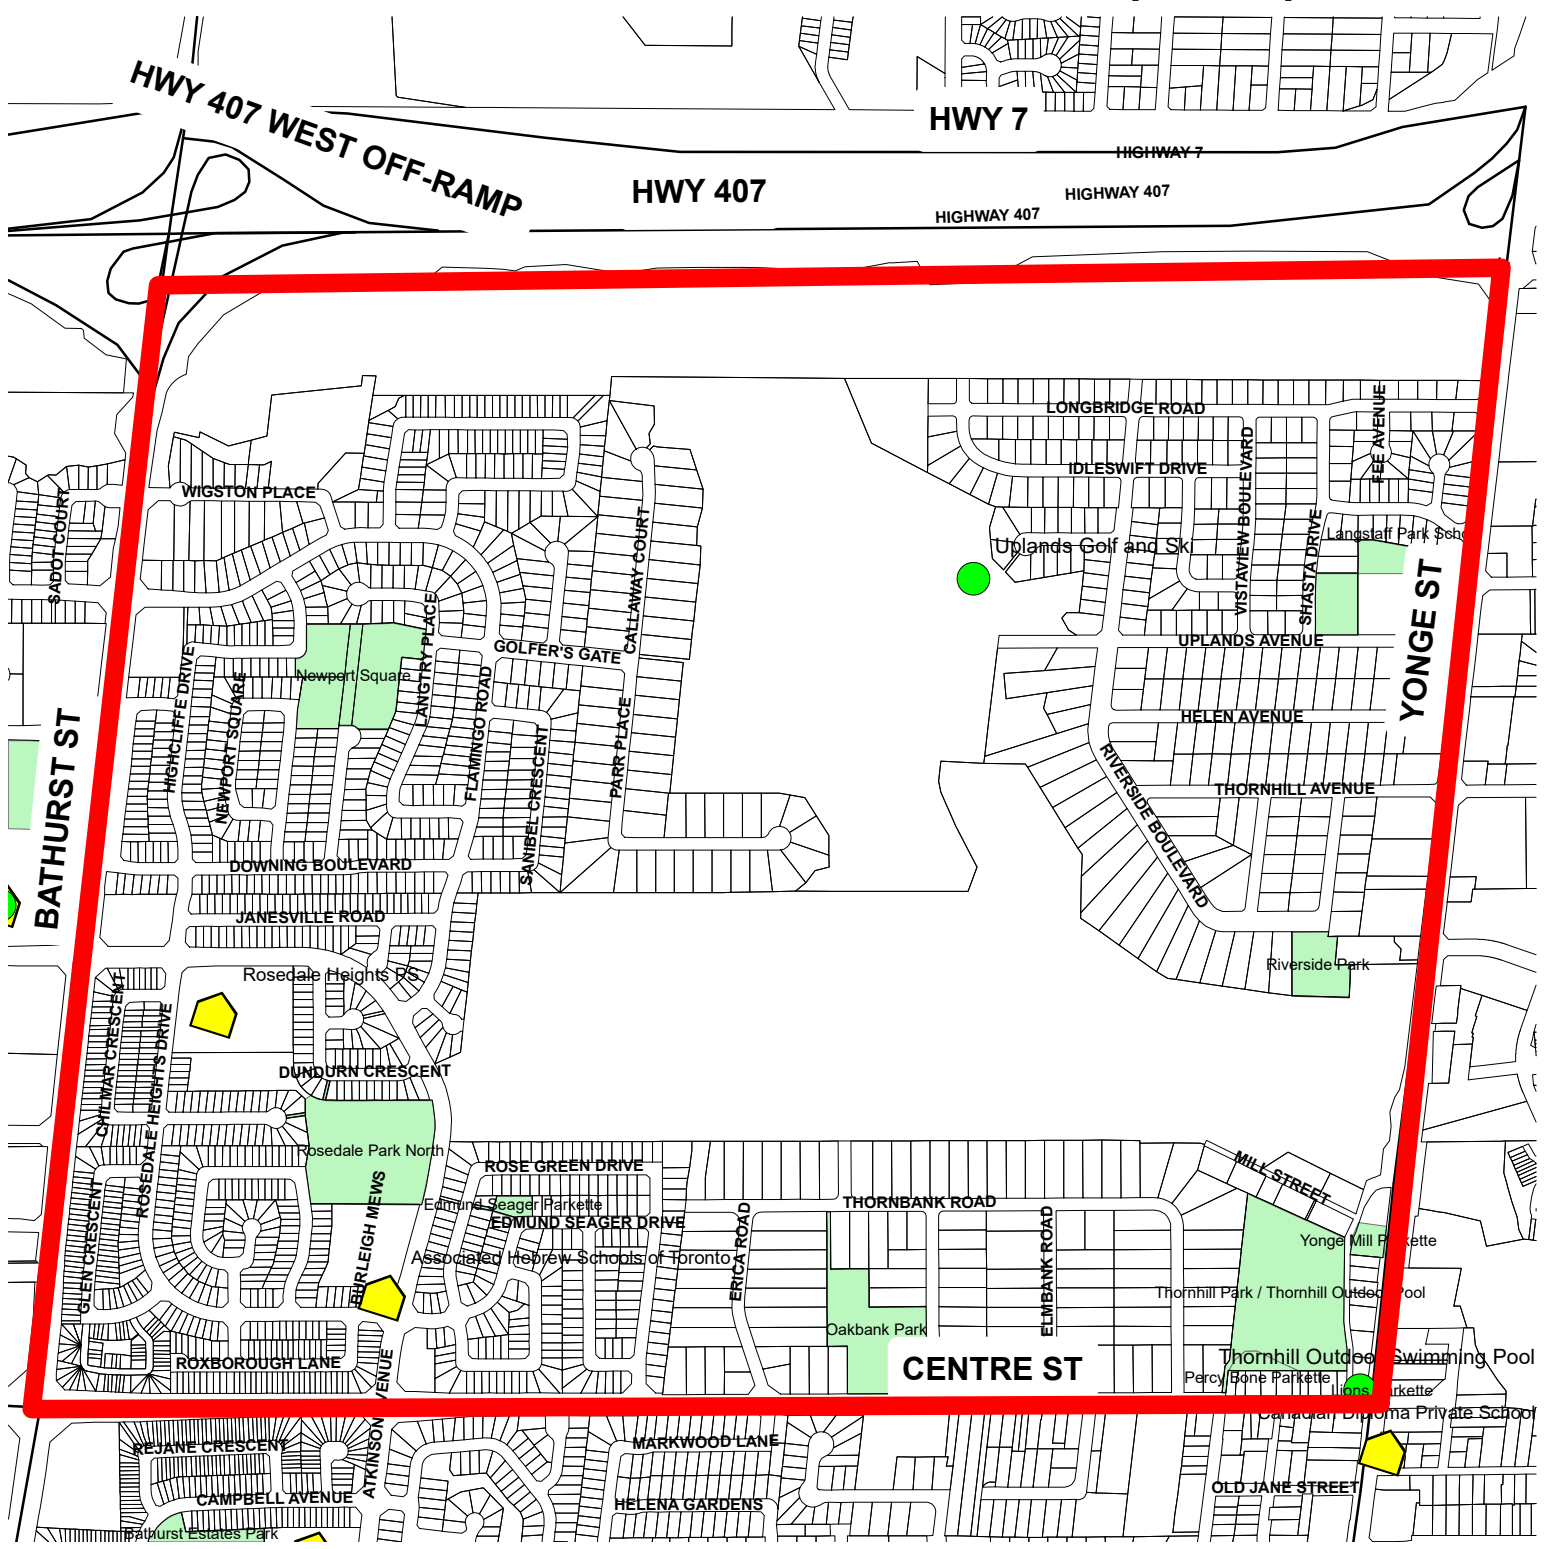 HWY 407 WEST OFF-RAMP
HWY 7
HIGHWAY 7
HWY 407
HIGHWAY 407
HIGHWAY 407
LONGBRIDGE ROAD
FEE AVENUE
IDLESWIFT DRIVE
VISTAVIEW BOULEVARD
WIGSTON PLACE
SADOT COURT
CALLAWAY COURT
SHASTA DRIVE
Langstaff Park Scho
Uplands Golf and Ski
YONGE ST
UPLANDS AVENUE
LANGTRY PLACE
GOLFER'S GATE
HIGHCLIFFE DRIVE
Newport Square
NEWPORT SQUARE
FLAMINGO ROAD
PARR PLACE
SANIBEL CRESCENT
HELEN AVENUE
BATHURST ST
RIVERSIDE BOULEVARD
THORNHILL AVENUE
DOWNING BOULEVARD
JANESVILLE ROAD
Rosedale Heights PS
Riverside Park
CHILMAR CRESCENT
ROSEDALE HEIGHTS DRIVE
DUNDURN CRESCENT
Rosedale Park North
ROSE GREEN DRIVE
MILL STREET
GLEN CRESCENT
BURLEIGH MEWS
Edmund Seager Parkette
EDMUND SEAGER DRIVE
THORNBANK ROAD
ERICA ROAD
ELMBANK ROAD
Yonge Mill Parkette
Associated Hebrew Schools of Toronto
Thornhill Park / Thornhill Outdoor Pool
Oakbank Park
ROXBOROUGH LANE
CENTRE ST
Thornhill Outdoor Swimming Pool
Percy Bone Parkette
Lions Parkette
Canadian Diploma Private School
ATKINSON AVENUE
REJANE CRESCENT
MARKWOOD LANE
CAMPBELL AVENUE
HELENA GARDENS
OLD JANE STREET
Bathurst Estates Park